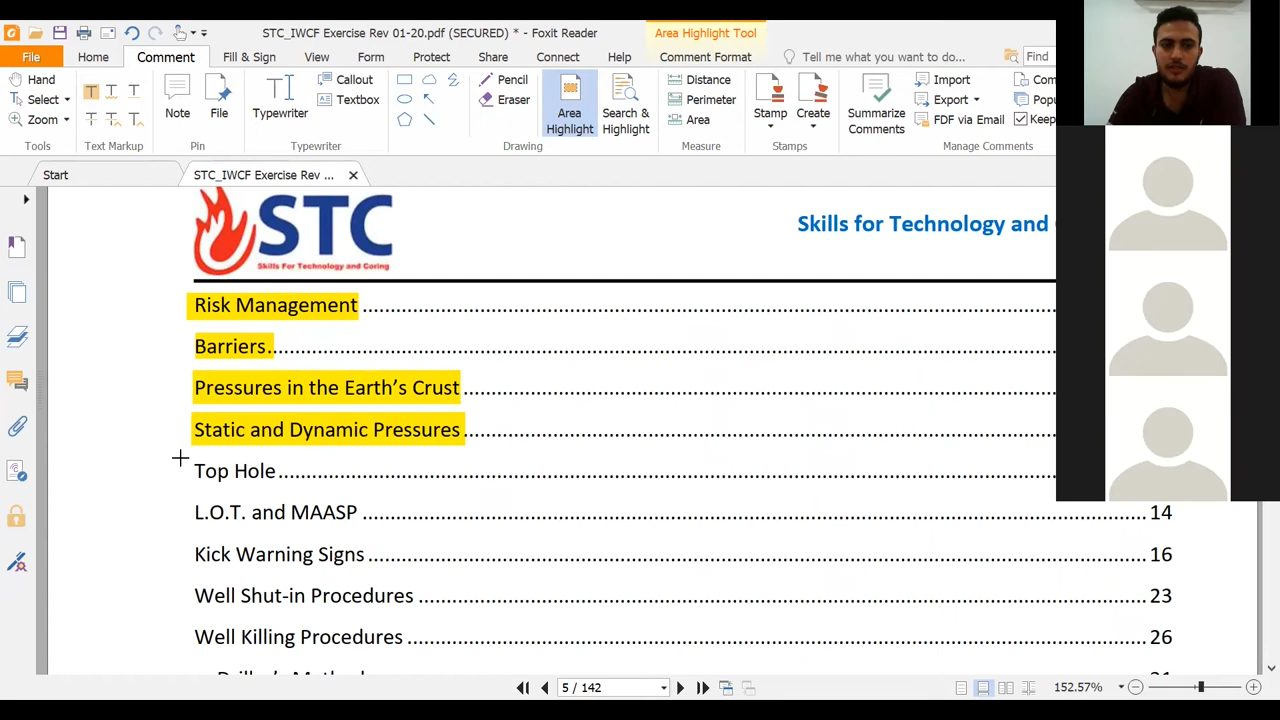 STC_IWCF Exercise Rev 01-20.pdf (SECURED) * - Foxit Reader
Area Highlight Tool
File Home Comment Fill & Sign View Form Protect Share Connect Help Comment Format Tell me what you want to do... Find
Hand
Select
Zoom
Tools
Text Markup
Note
File
Pin
Typewriter
Callout
Textbox
Typewriter
Pencil
Eraser
Area Highlight
Search & Highlight
Drawing
Distance
Perimeter
Area
Measure
Stamp
Create
Stamps
Summarize Comments
Import
Export
FDF via Email
Com
Popu
Keep
Manage Comments
Start
STC_IWCF Exercise Rev ...
STC
Skills For Technology and Coring
Skills for Technology and
Risk Management
Barriers
Pressures in the Earth’s Crust
Static and Dynamic Pressures
Top Hole
L.O.T. and MAASP 14
Kick Warning Signs 16
Well Shut-in Procedures 23
Well Killing Procedures 26
5 / 142
152.57%